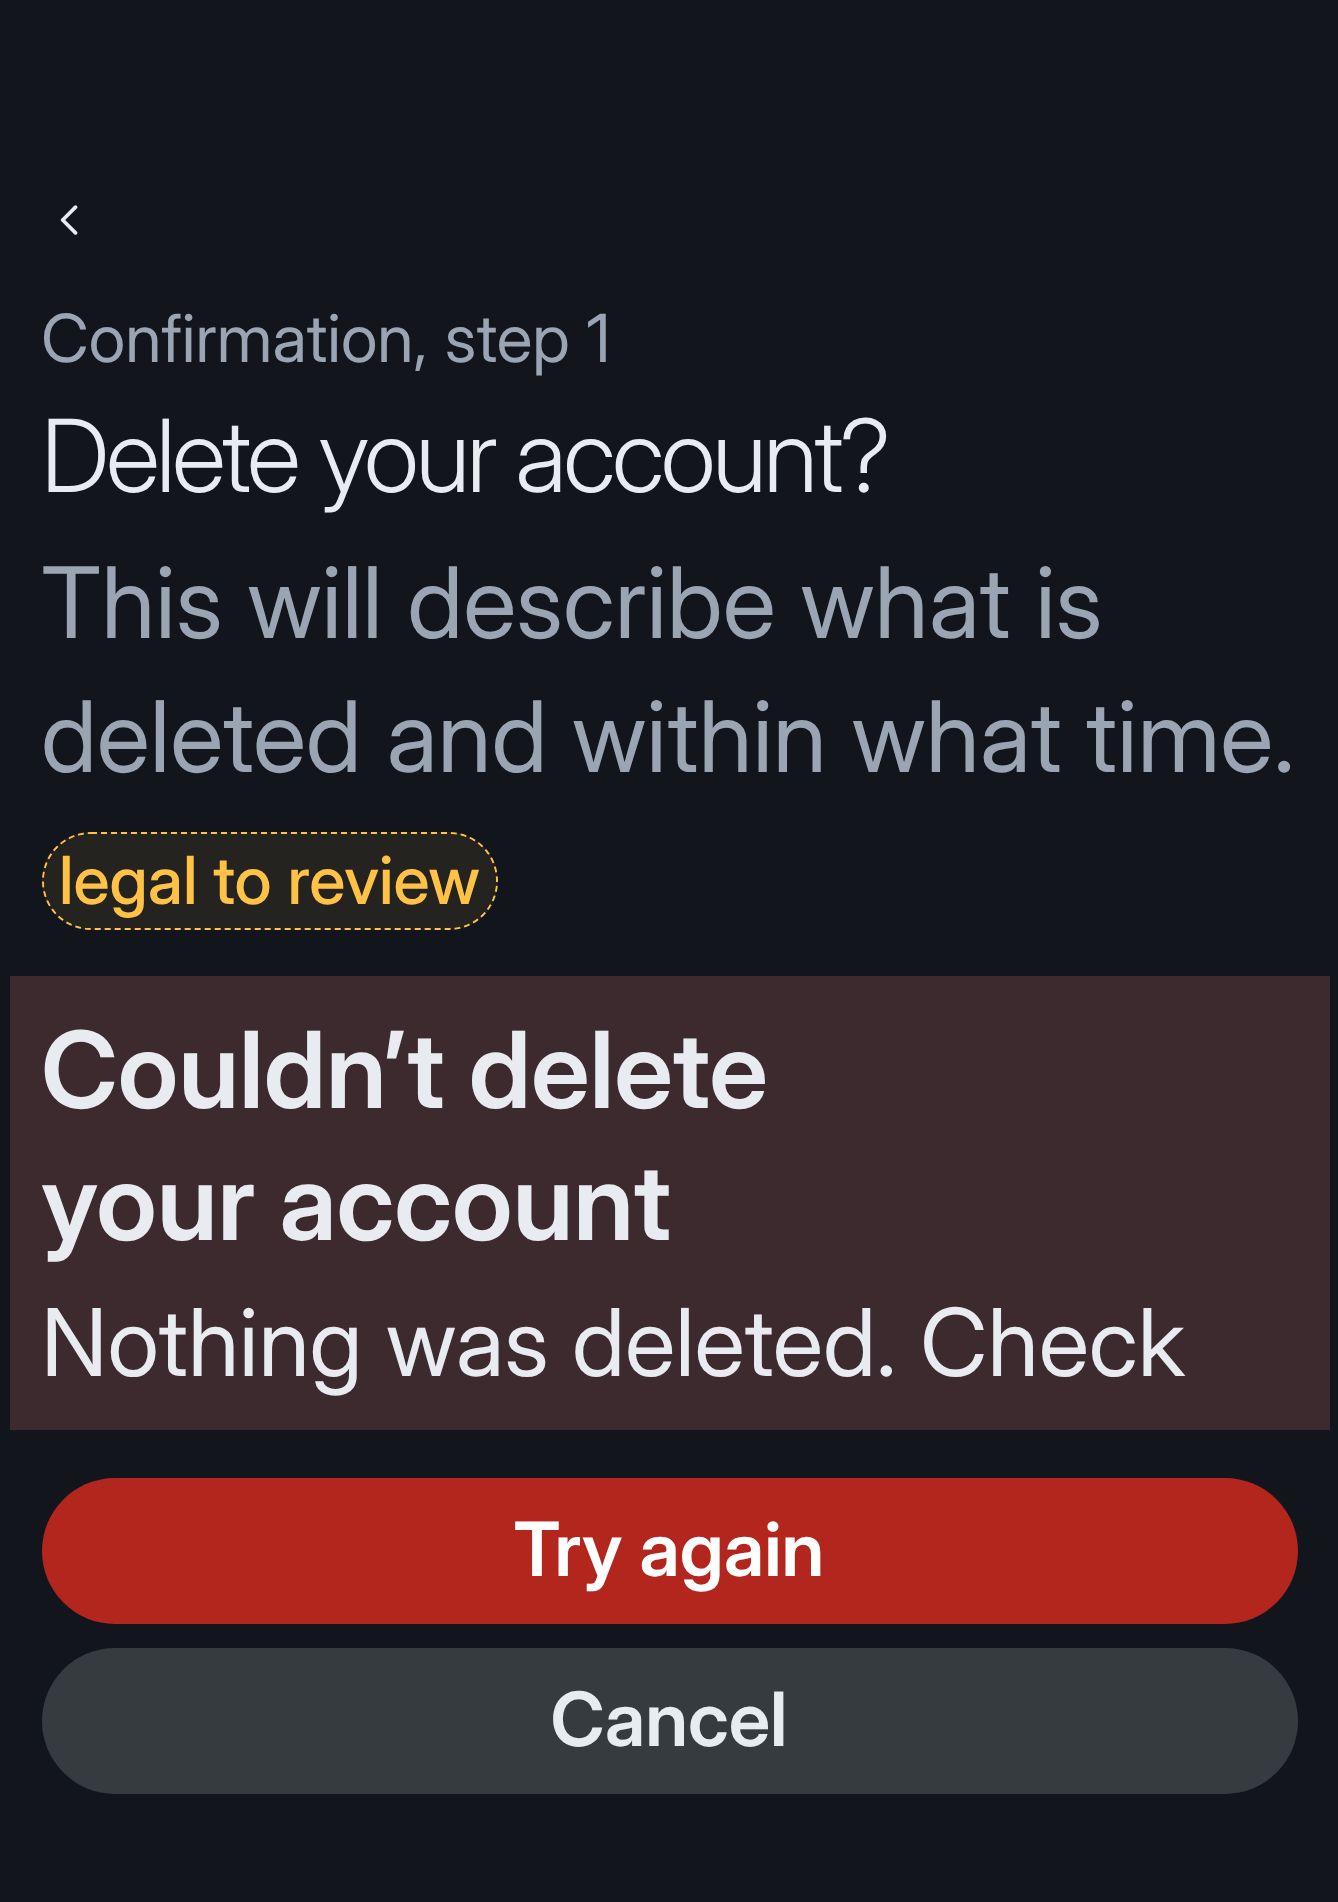 Confirmation, step 1
Delete your account?
This will describe what is
deleted and within what time.
legal to review
Couldn’t delete
your account
Nothing was deleted. Check
Try again
Cancel